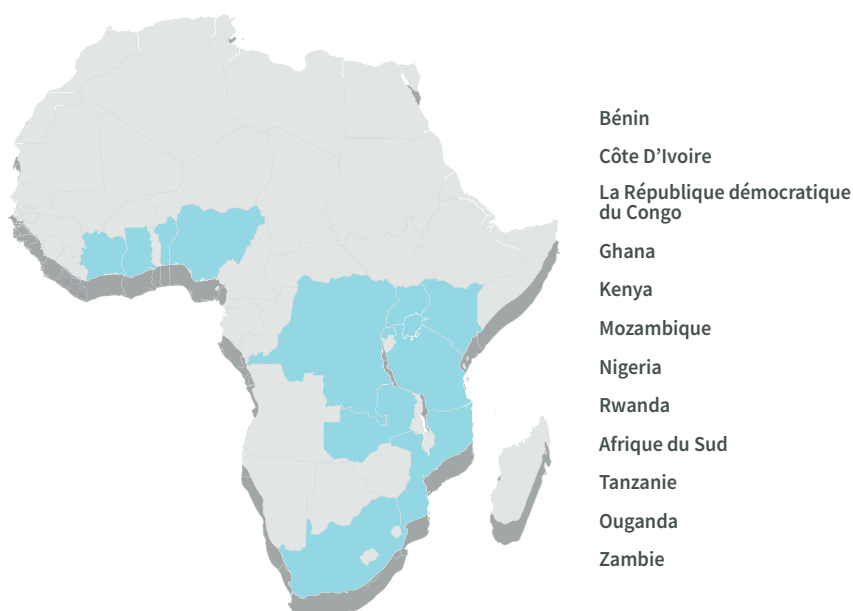 Bénin
Côte D’Ivoire
La République démocratique
du Congo
Ghana
Kenya
Mozambique
Nigeria
Rwanda
Afrique du Sud
Tanzanie
Ouganda
Zambie